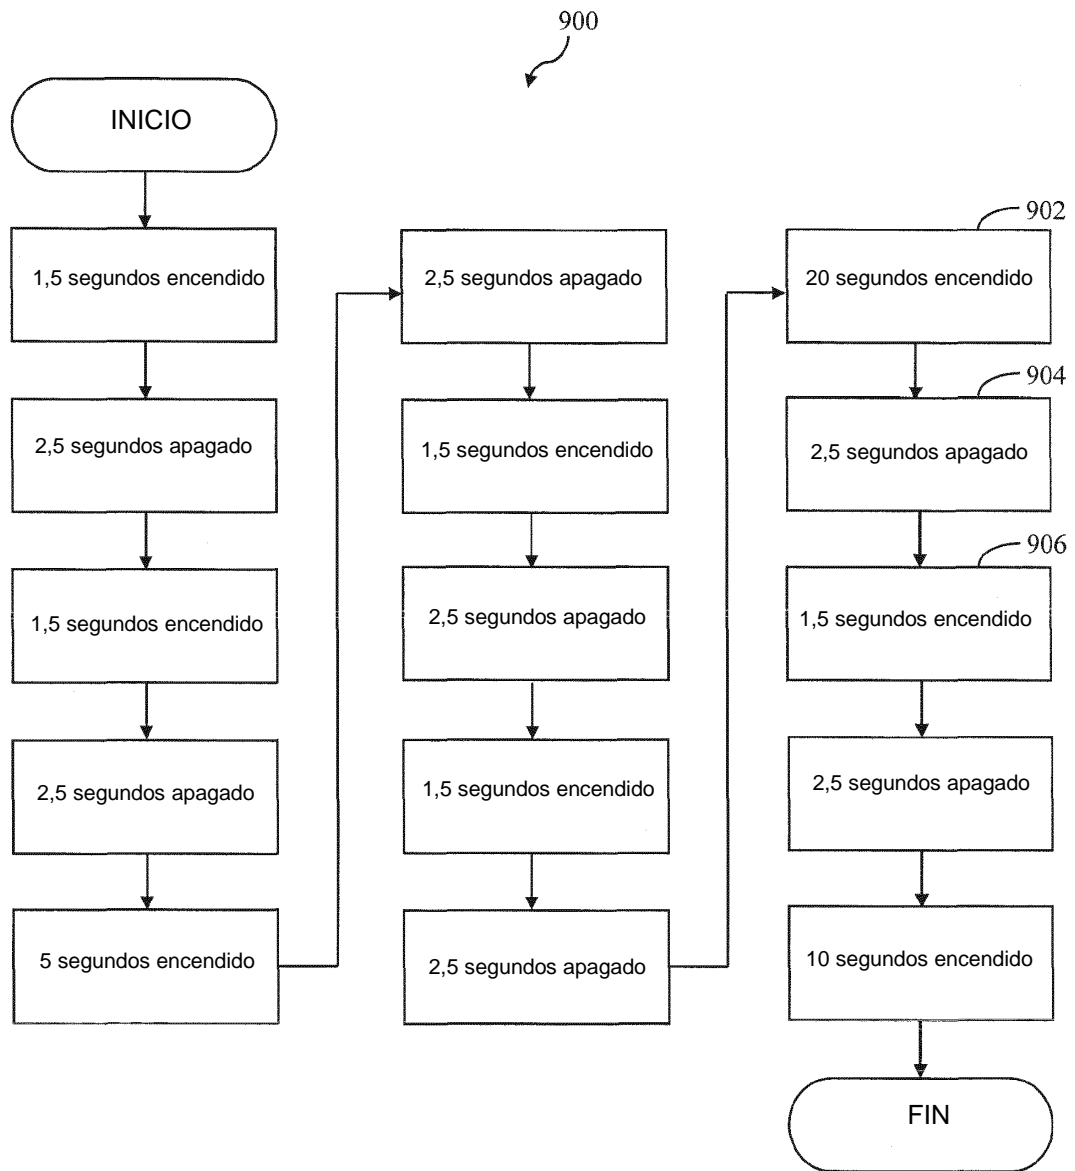 900
INICIO
1,5 segundos encendido
2,5 segundos apagado
1,5 segundos encendido
2,5 segundos apagado
5 segundos encendido
2,5 segundos apagado
1,5 segundos encendido
2,5 segundos apagado
1,5 segundos encendido
2,5 segundos apagado
902
20 segundos encendido
904
2,5 segundos apagado
906
1,5 segundos encendido
2,5 segundos apagado
10 segundos encendido
FIN